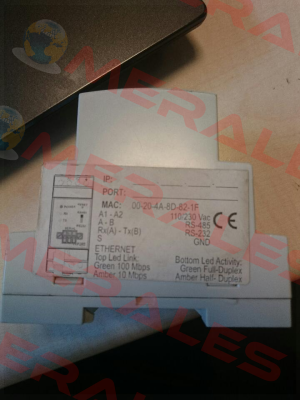 EMERALES
IP:
PORT:
MAC: 00-20-4A-8D-82-1F
A1 - A2 110/230 Vac
A - B RS-485
Rx(A) - Tx(B) RS-232
S GND
ETHERNET
Top Led Link:
Green 100 Mbps
Amber 10 Mbps
Bottom Led Activity:
Green Full-Duplex
Amber Half- Duplex
CE